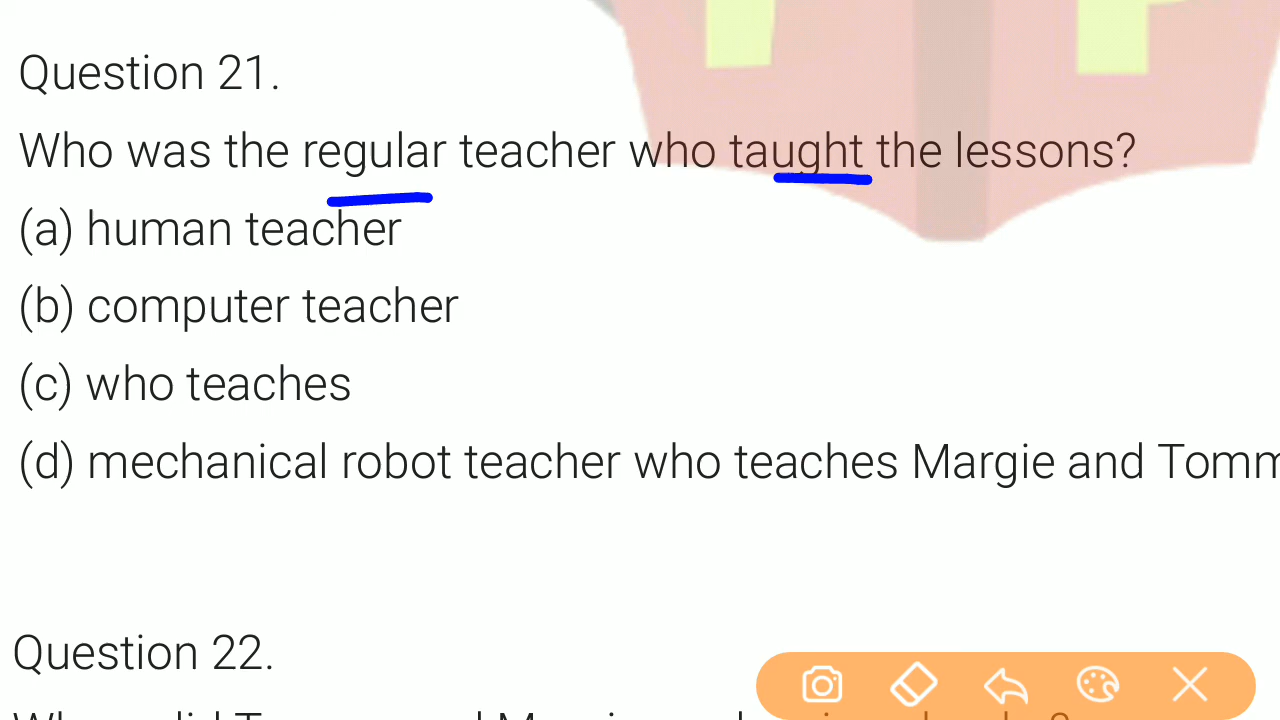 Question 21.
Who was the regular teacher who taught the lessons?
(a) human teacher
(b) computer teacher
(c) who teaches
(d) mechanical robot teacher who teaches Margie and Tomm
Question 22.